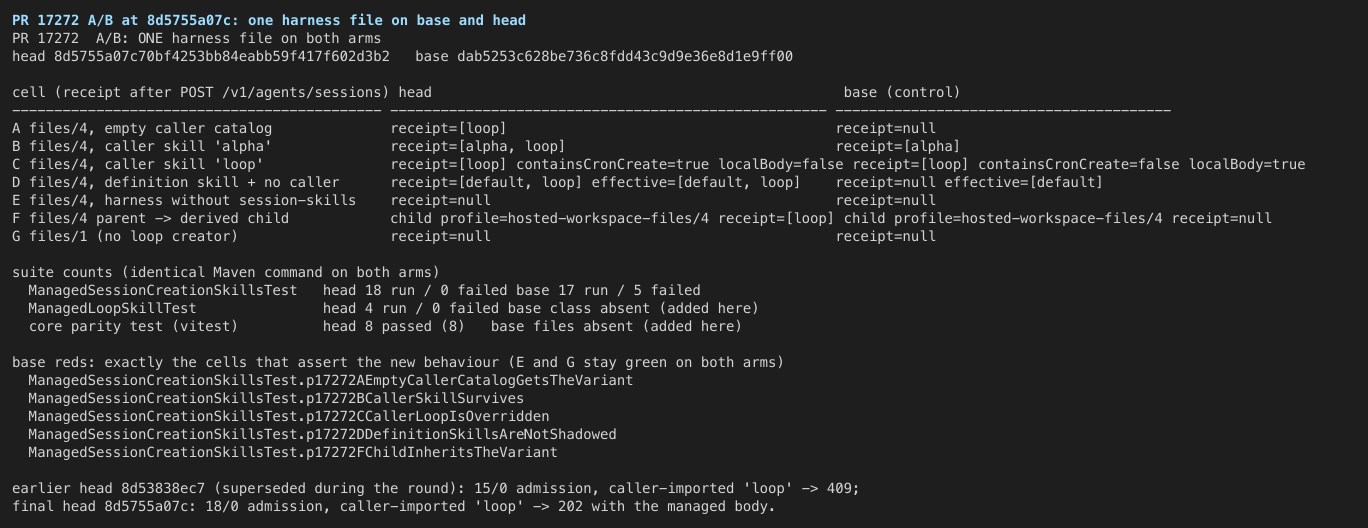 PR 17272 A/B at 8d5755a07c: one harness file on base and head
PR 17272  A/B: ONE harness file on both arms
head 8d5755a07c70bf4253bb84eabb59f417f602d3b2   base dab5253c628be736c8fdd43c9d9e36e8d1e9ff00
cell (receipt after POST /v1/agents/sessions) head                                                  base (control)
A files/4, empty caller catalog              receipt=[loop]                                        receipt=null
B files/4, caller skill 'alpha'              receipt=[alpha, loop]                                 receipt=[alpha]
C files/4, caller skill 'loop'               receipt=[loop] containsCronCreate=true localBody=false receipt=[loop] containsCronCreate=false localBody=true
D files/4, definition skill + no caller      receipt=[default, loop] effective=[default, loop]     receipt=null effective=[default]
E files/4, harness without session-skills    receipt=null                                          receipt=null
F files/4 parent -> derived child            child profile=hosted-workspace-files/4 receipt=[loop] child profile=hosted-workspace-files/4 receipt=null
G files/1 (no loop creator)                  receipt=null                                          receipt=null
suite counts (identical Maven command on both arms)
  ManagedSessionCreationSkillsTest   head 18 run / 0 failed base 17 run / 5 failed
  ManagedLoopSkillTest               head 4 run / 0 failed base class absent (added here)
  core parity test (vitest)          head 8 passed (8)   base files absent (added here)
base reds: exactly the cells that assert the new behaviour (E and G stay green on both arms)
  ManagedSessionCreationSkillsTest.p17272AEmptyCallerCatalogGetsTheVariant
  ManagedSessionCreationSkillsTest.p17272BCallerSkillSurvives
  ManagedSessionCreationSkillsTest.p17272CCallerLoopIsOverridden
  ManagedSessionCreationSkillsTest.p17272DDefinitionSkillsAreNotShadowed
  ManagedSessionCreationSkillsTest.p17272FChildInheritsTheVariant
earlier head 8d53838ec7 (superseded during the round): 15/0 admission, caller-imported 'loop' -> 409;
final head 8d5755a07c: 18/0 admission, caller-imported 'loop' -> 202 with the managed body.